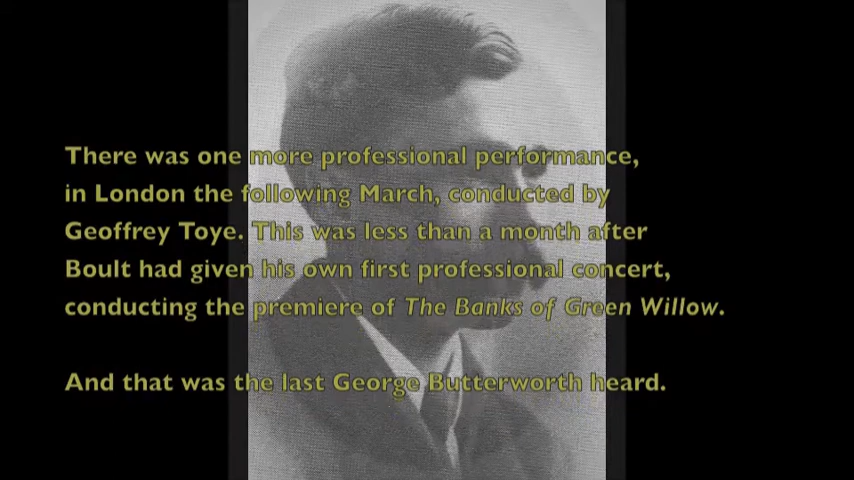 There was one more professional performance,
in London the following March, conducted by
Geoffrey Toye. This was less than a month after
Boult had given his own first professional concert,
conducting the premiere of The Banks of Green Willow.
And that was the last George Butterworth heard.